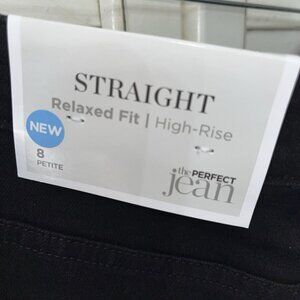 STRAIGHT
Relaxed Fit | High-Rise
NEW
8
PETITE
the PERFECT
jean